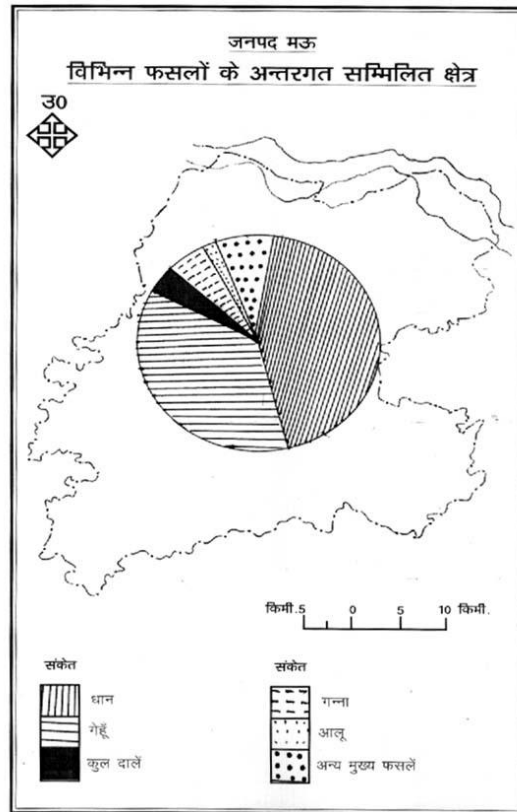 जनपद मऊ
विभिन्न फसलों के अन्तरगत सम्मिलित क्षेत्र
उ0
किमी.5 0 5 10 किमी.
संकेत
धान
गेहूँ
कुल दालें
संकेत
गन्ना
आलू
अन्य मुख्य फसलें